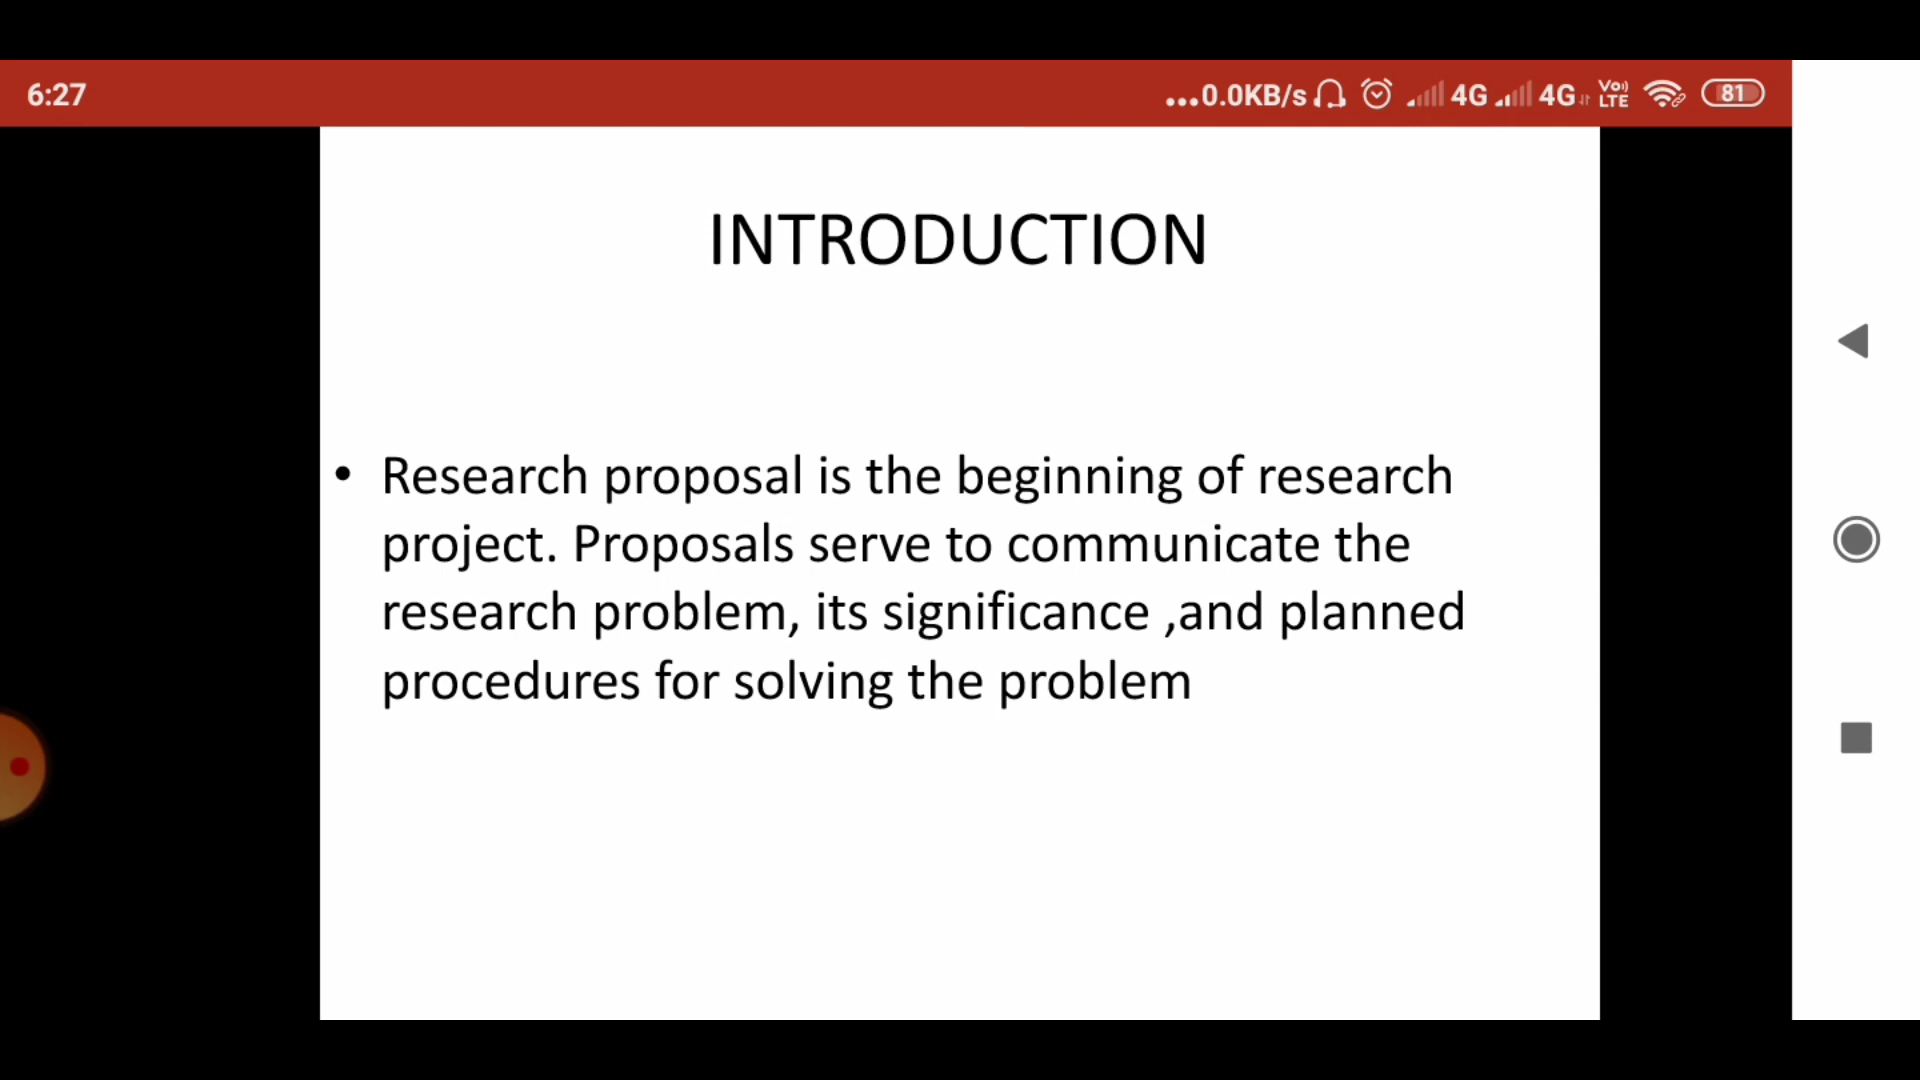 6:27 ...0.0KB/s 4G 4G Vo) LTE 81
INTRODUCTION
• Research proposal is the beginning of research
project. Proposals serve to communicate the
research problem, its significance ,and planned
procedures for solving the problem